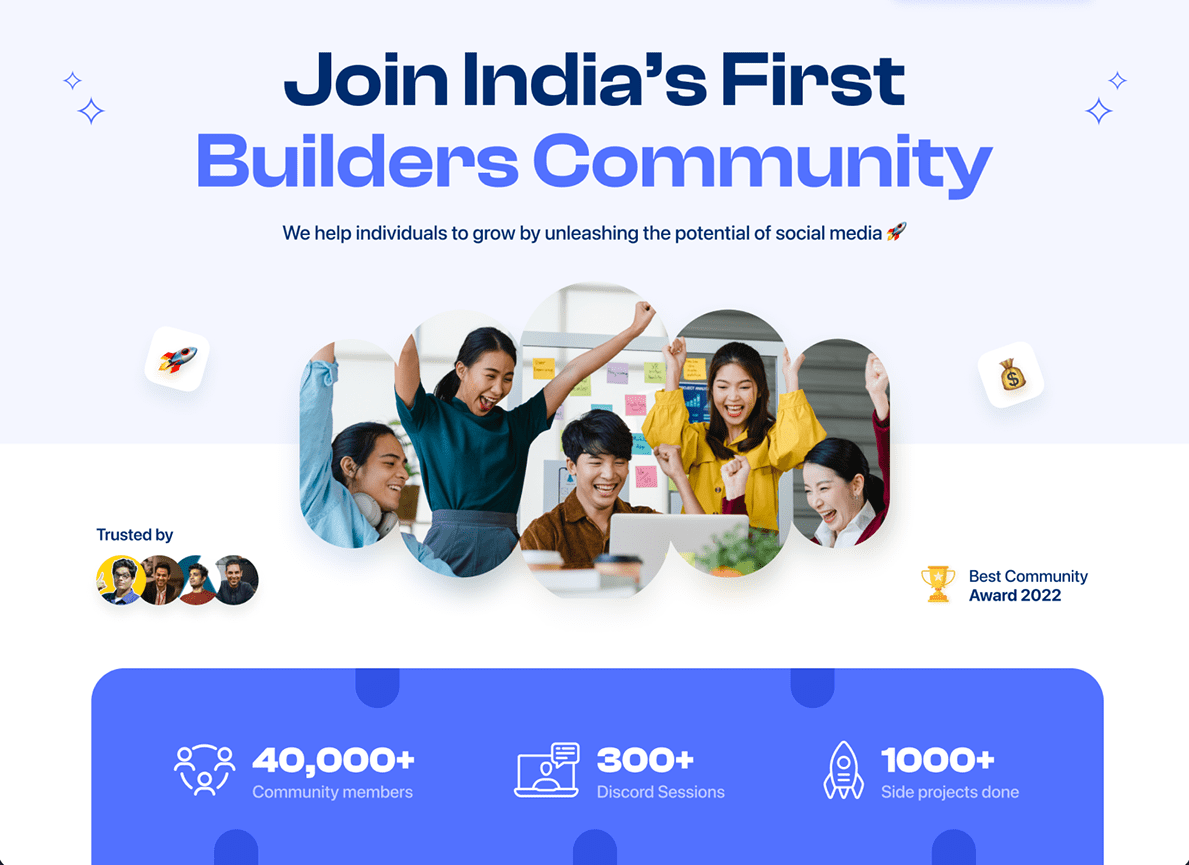 Join India’s First
Builders Community
We help individuals to grow by unleashing the potential of social media 🚀
Trusted by
Best Community
Award 2022
40,000+
Community members
300+
Discord Sessions
1000+
Side projects done